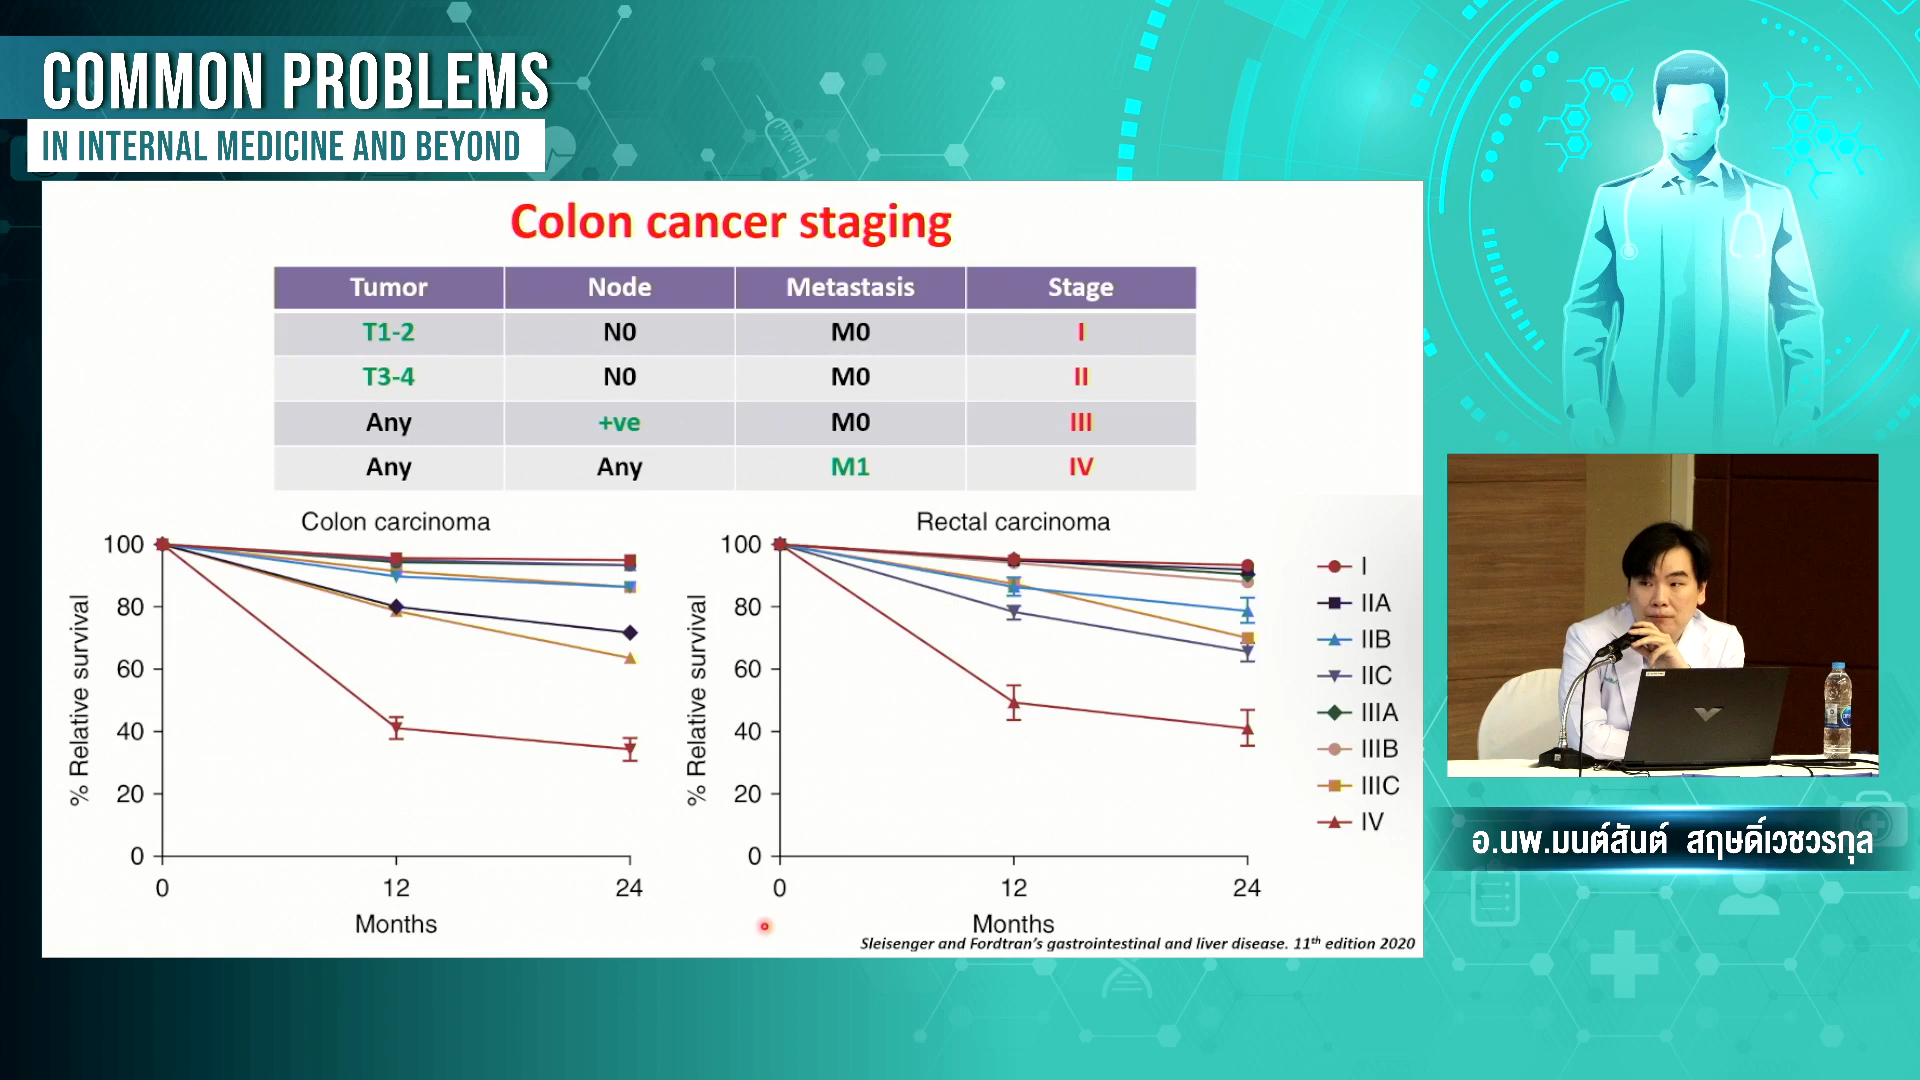 COMMON PROBLEMS
IN INTERNAL MEDICINE AND BEYOND
Colon cancer staging
Tumor Node Metastasis Stage
T1-2 N0 M0 I
T3-4 N0 M0 II
Any +ve M0 III
Any Any M1 IV
Colon carcinoma
% Relative survival
100
80
60
40
20
0
0 12 24
Months
Rectal carcinoma
% Relative survival
100
80
60
40
20
0
0 12 24
Months
I
IIA
IIB
IIC
IIIA
IIIB
IIIC
IV
Sleisenger and Fordtran's gastrointestinal and liver disease. 11th edition 2020
อ.นพ.มนต์สันต์ สฤษดิ์เวชวรกุล